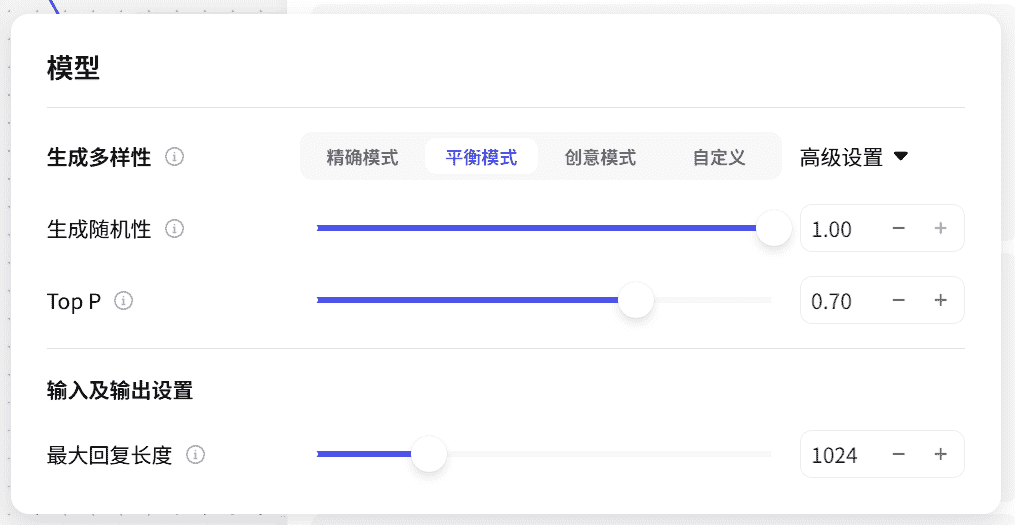 模型
生成多样性 精确模式 平衡模式 创意模式 自定义 高级设置
生成随机性 1.00
Top P 0.70
输入及输出设置
最大回复长度 1024